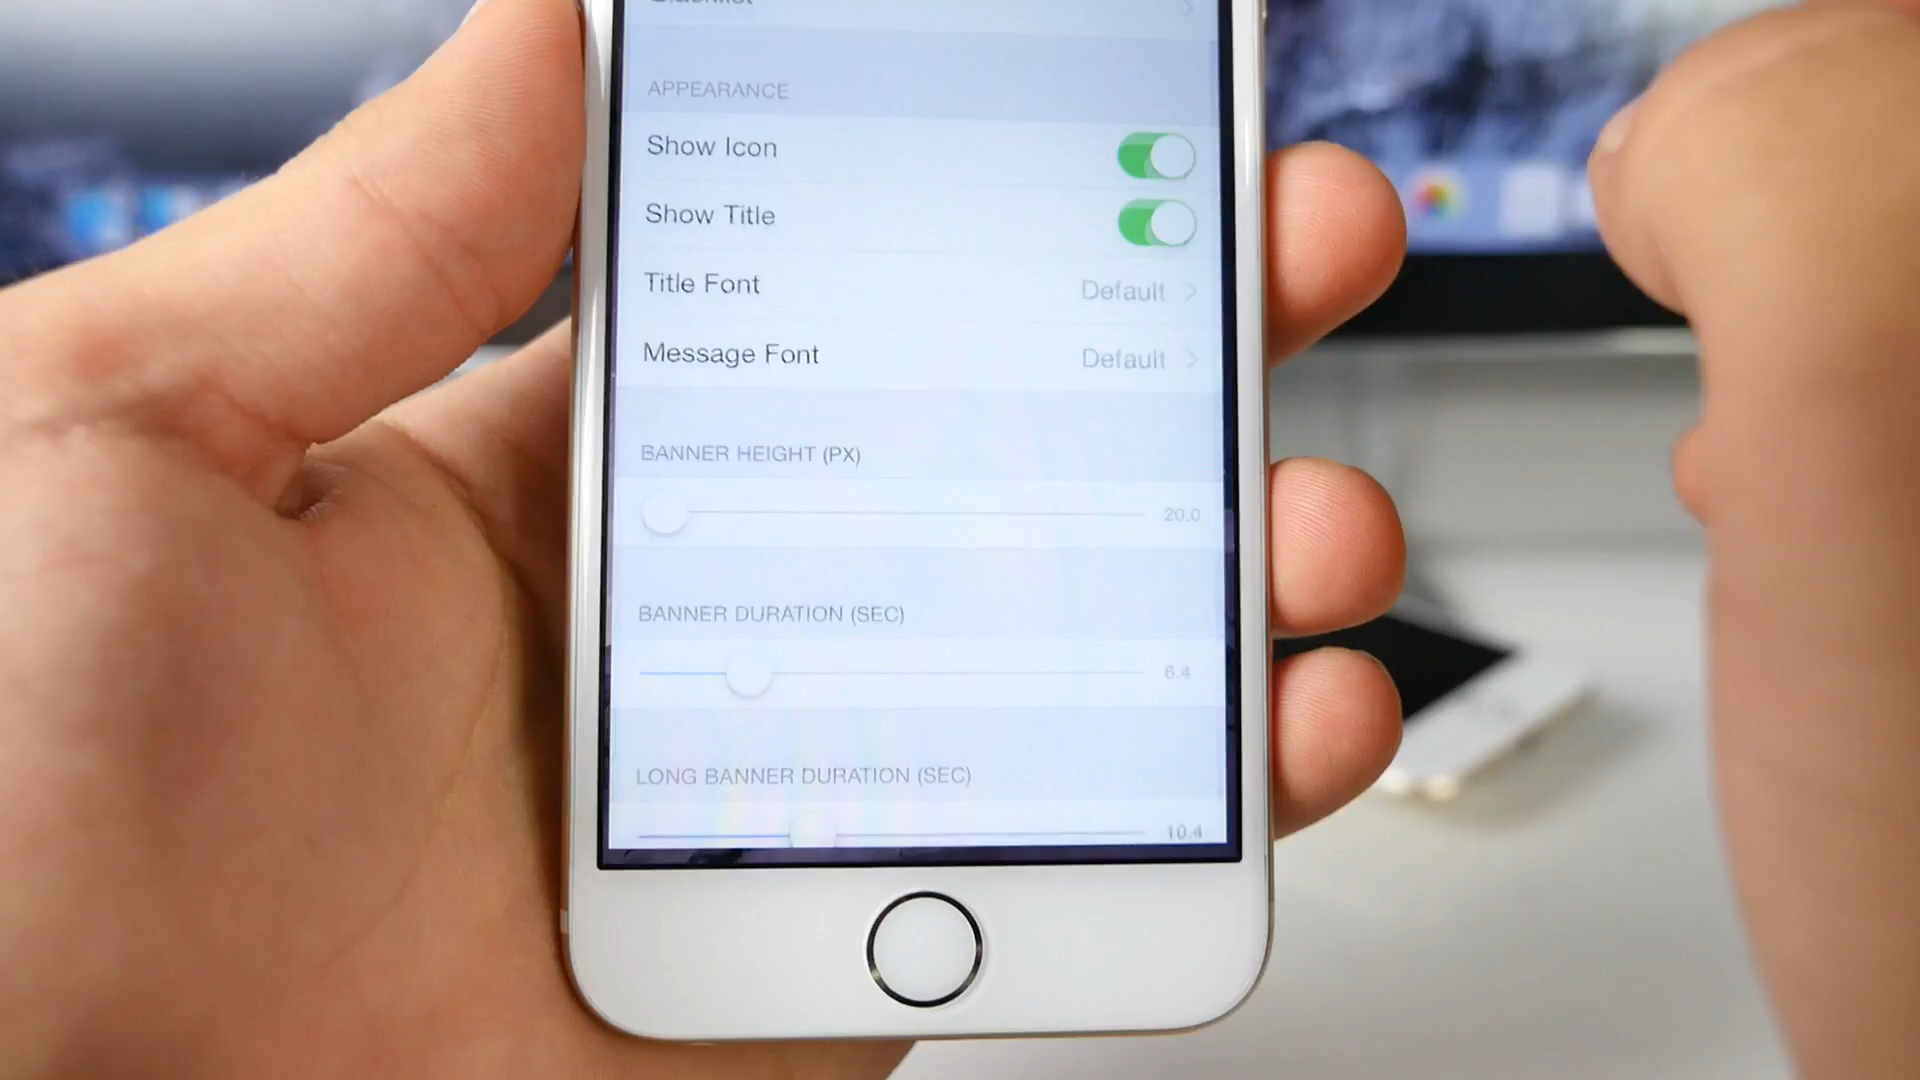 Blacklist
APPEARANCE
Show Icon
Show Title
Title Font Default
Message Font Default
BANNER HEIGHT (PX)
20.0
BANNER DURATION (SEC)
6.4
LONG BANNER DURATION (SEC)
10.4